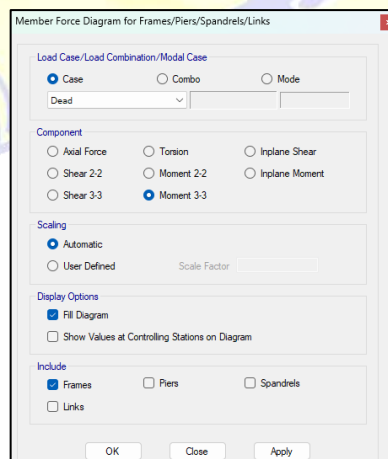 Member Force Diagram for Frames/Piers/Spandrels/Links
Load Case/Load Combination/Modal Case
Case Combo Mode
Dead
Component
Axial Force Torsion Inplane Shear
Shear 2-2 Moment 2-2 Inplane Moment
Shear 3-3 Moment 3-3
Scaling
Automatic
User Defined Scale Factor
Display Options
Fill Diagram
Show Values at Controlling Stations on Diagram
Include
Frames Piers Spandrels
Links
OK Close Apply